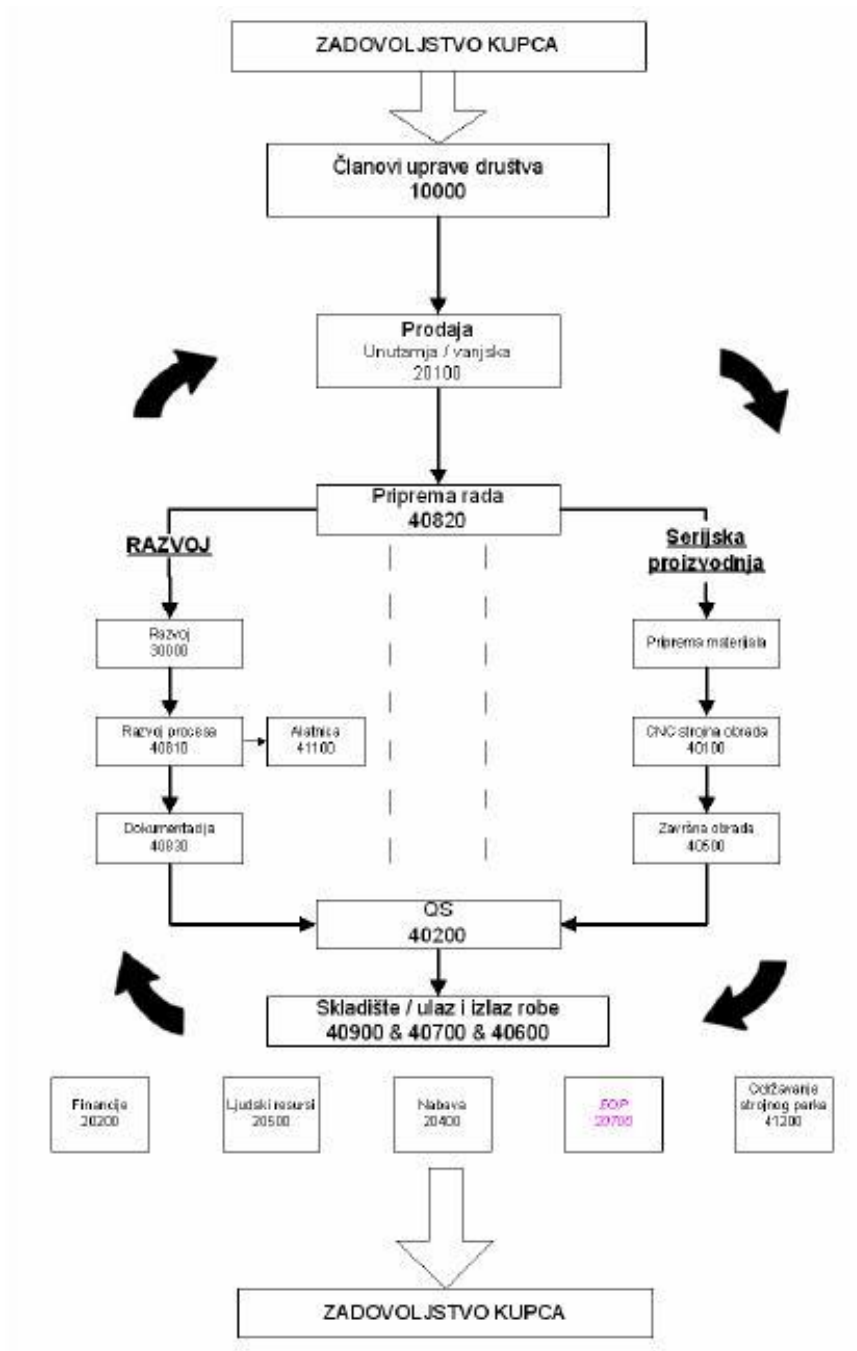 ZADOVOLJSTVO KUPCA
Članovi uprave društva
10000
Prodaja
Unutarnja / vanjska
20100
Priprema rada
40820
RAZVOJ
Serijska
proizvodnja
Razvoj
30000
Priprema materijala
Razvoj procesa
40810
Alatnica
41100
CNC strojna obrada
40100
Dokumentacija
40830
Završna obrada
40500
QS
40200
Skladište / ulaz i izlaz robe
40900 & 40700 & 40600
Financije
20200
Ljudski resursi
20500
Nabava
20400
EOP
20700
Održavanje
strojnog parka
41200
ZADOVOLJSTVO KUPCA